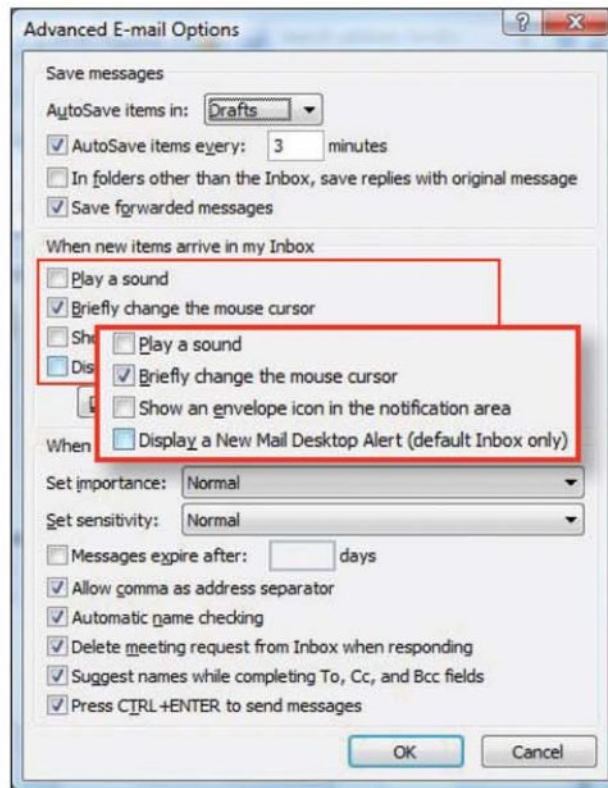 Advanced E-mail Options
Save messages
AutoSave items in: Drafts
AutoSave items every: 3 minutes
In folders other than the Inbox, save replies with original message
Save forwarded messages
When new items arrive in my Inbox
Play a sound
Briefly change the mouse cursor
Sho
Dis
Play a sound
Briefly change the mouse cursor
Show an envelope icon in the notification area
Display a New Mail Desktop Alert (default Inbox only)
When
Set importance: Normal
Set sensitivity: Normal
Messages expire after: days
Allow comma as address separator
Automatic name checking
Delete meeting request from Inbox when responding
Suggest names while completing To, Cc, and Bcc fields
Press CTRL+ENTER to send messages
OK Cancel